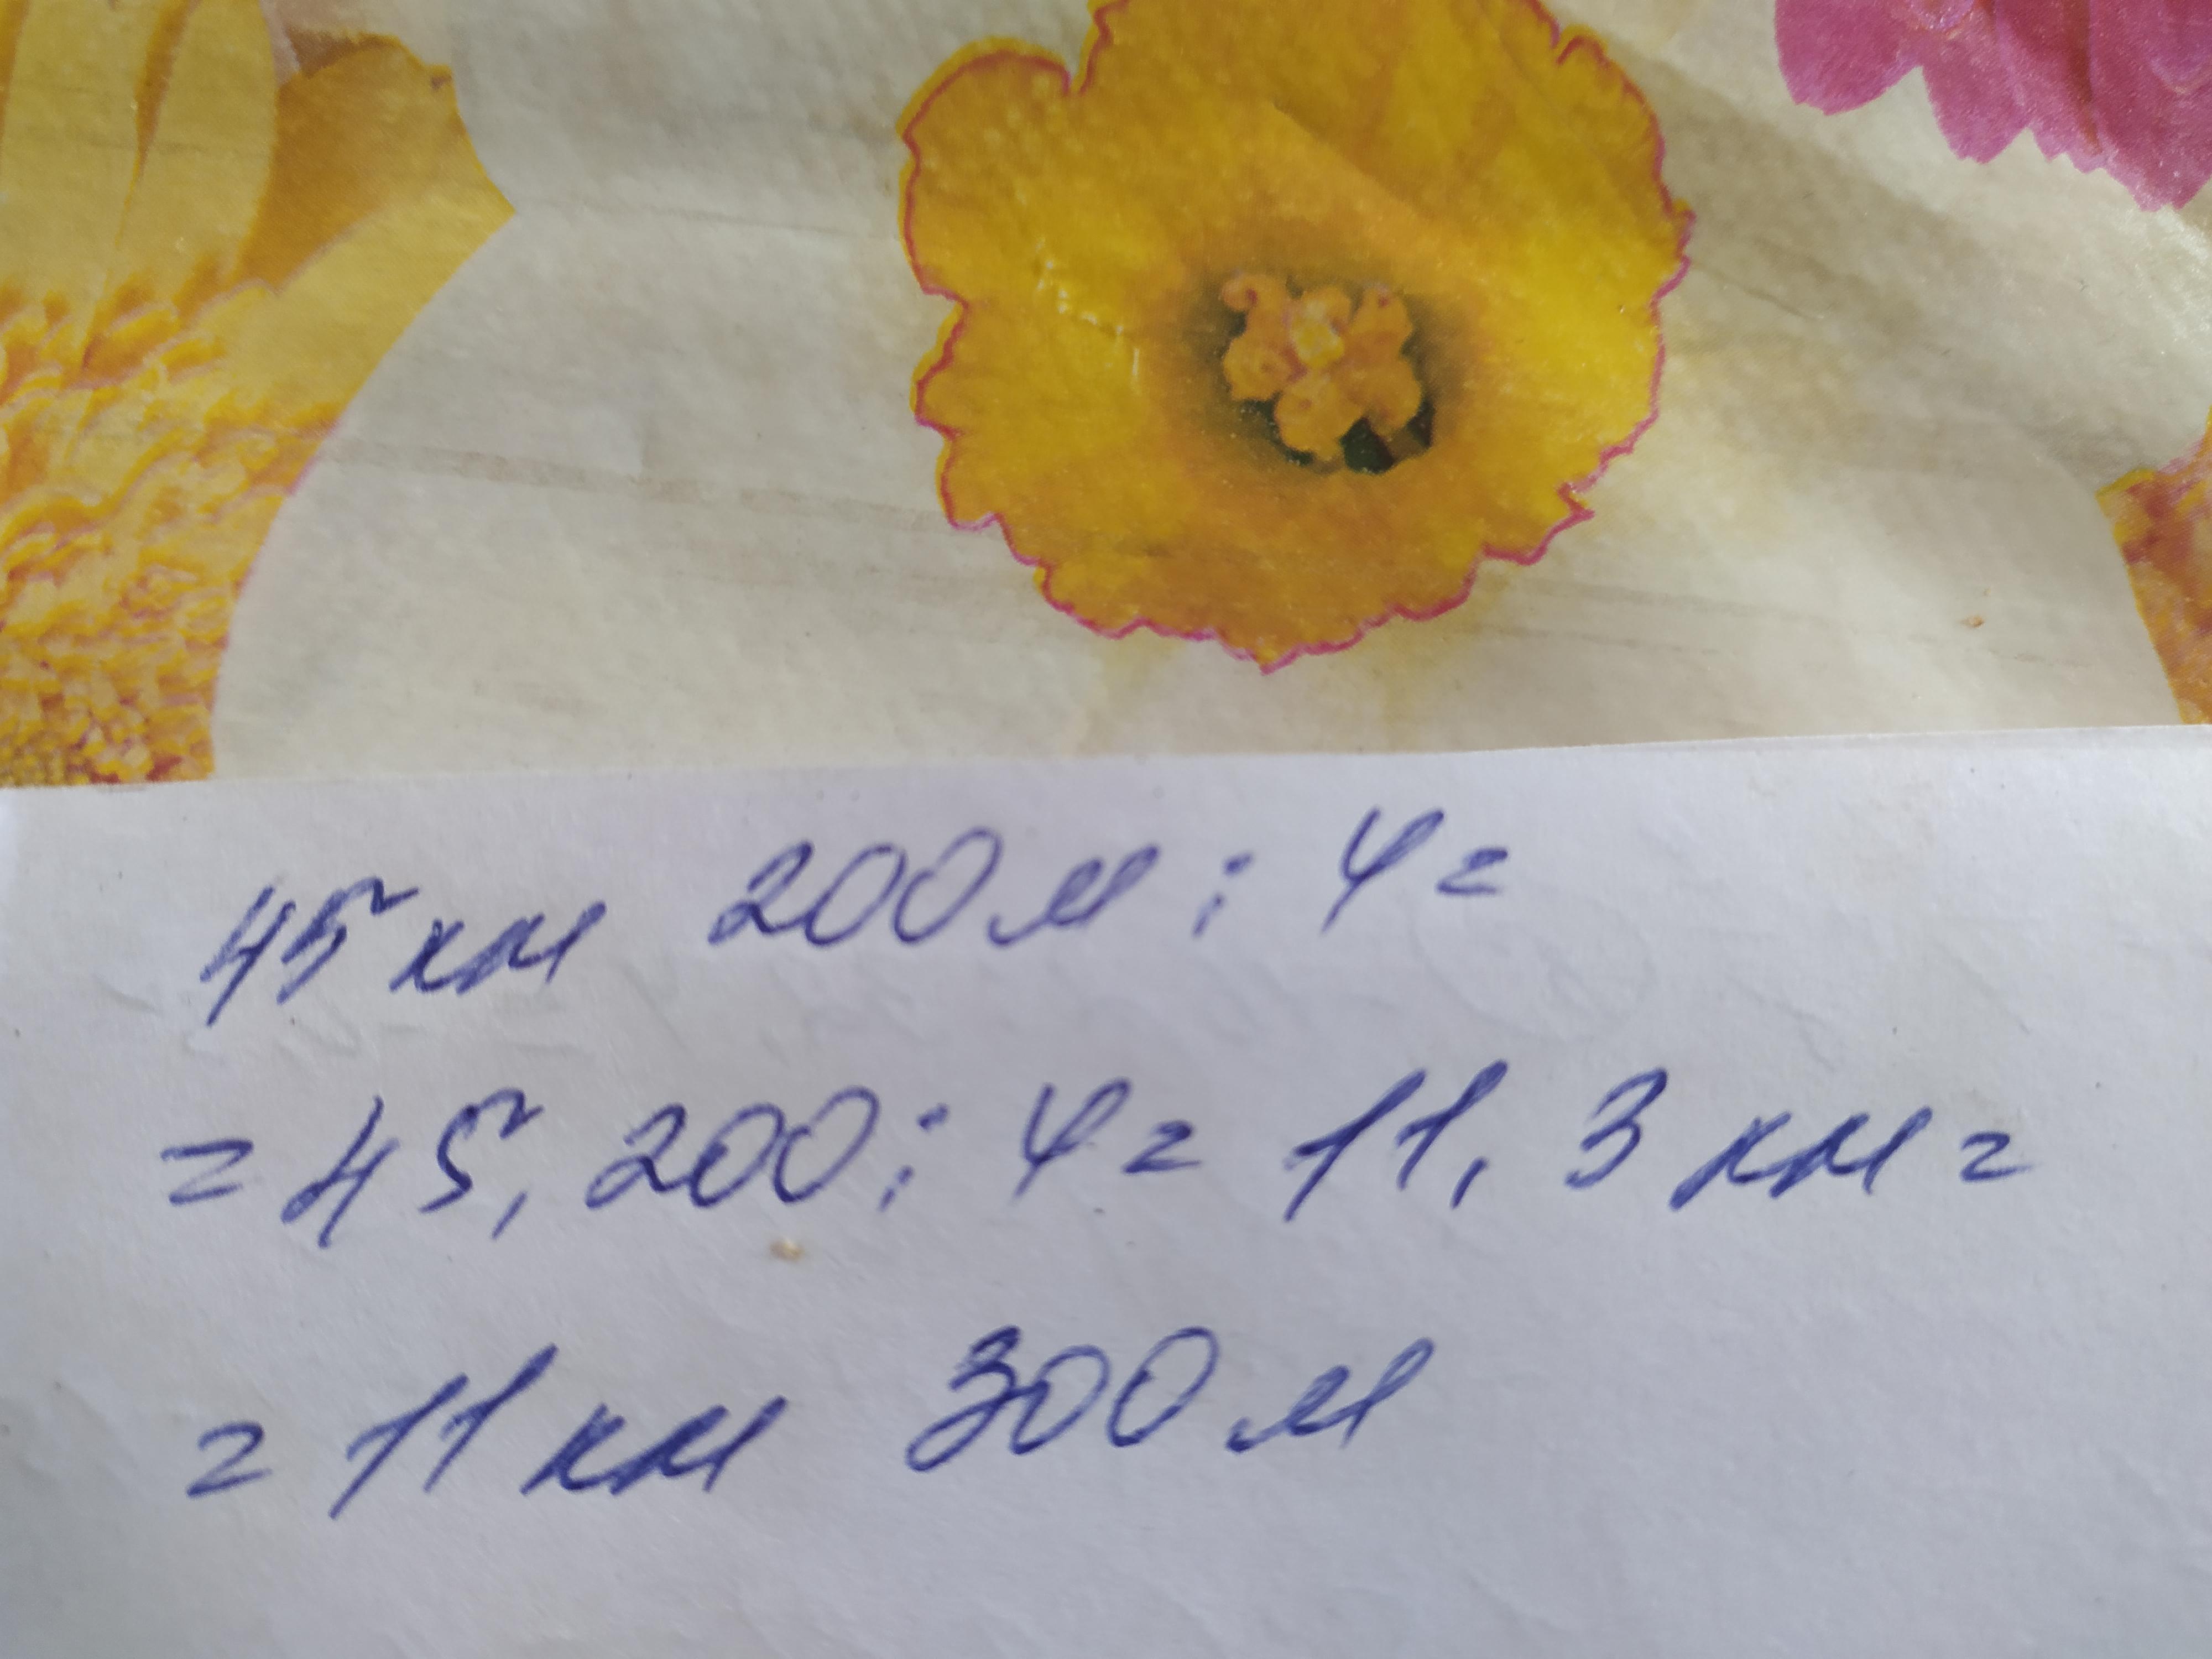 45 км 200 м : 4 =
= 45, 200 : 4 = 11, 3 км =
= 11 км 300 м